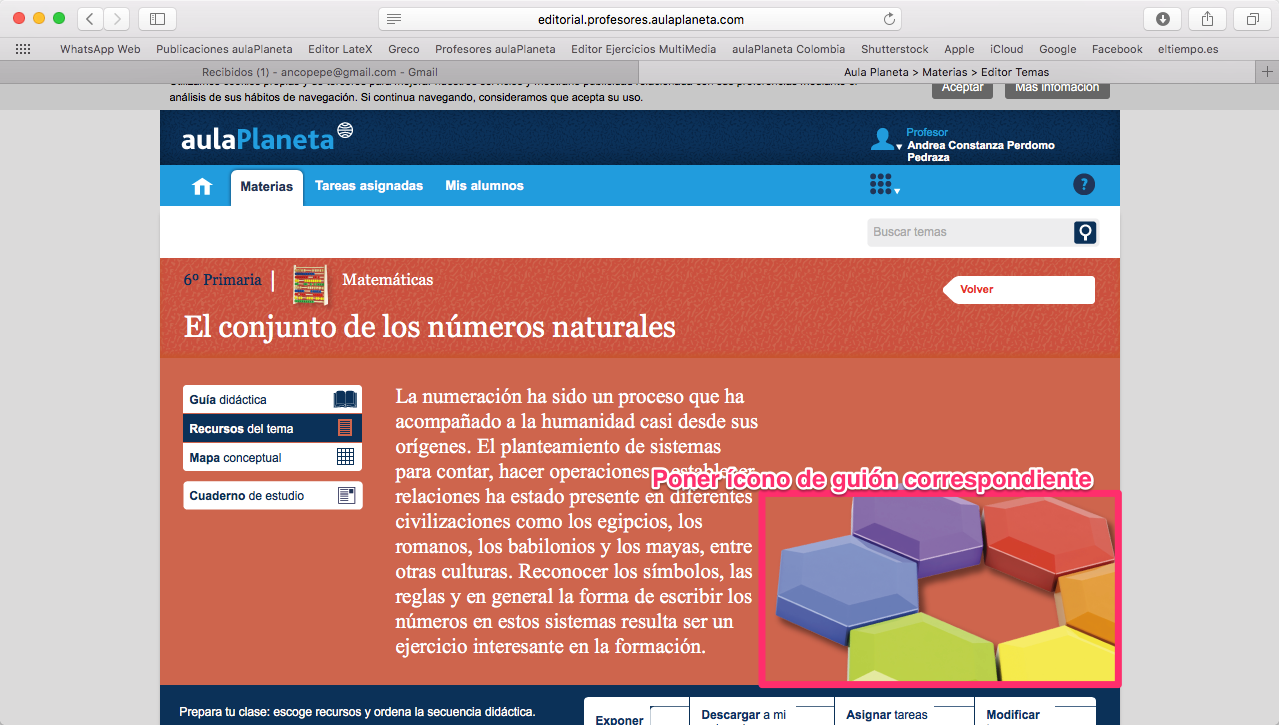 editorial.profesores.aulaplaneta.com
WhatsApp Web Publicaciones aulaPlaneta Editor LateX Greco Profesores aulaPlaneta Editor Ejercicios MultiMedia aulaPlaneta Colombia Shutterstock Apple iCloud Google Facebook eltiempo.es
Recibidos (1) - ancopepe@gmail.com - Gmail
Aula Planeta > Materias > Editor Temas
análisis de sus hábitos de navegación. Si continua navegando, consideramos que acepta su uso.
Aceptar
Más infomación
aulaPlaneta
Profesor
Andrea Constanza Perdomo
Pedraza
Materias Tareas asignadas Mis alumnos
?
Buscar temas
6º Primaria
Matemáticas
Volver
El conjunto de los números naturales
Guía didáctica
Recursos del tema
Mapa conceptual
Cuaderno de estudio
La numeración ha sido un proceso que ha
acompañado a la humanidad casi desde sus
orígenes. El planteamiento de sistemas
para contar, hacer operaciones y establecer
relaciones ha estado presente en diferentes
civilizaciones como los egipcios, los
romanos, los babilonios y los mayas, entre
otras culturas. Reconocer los símbolos, las
reglas y en general la forma de escribir los
números en estos sistemas resulta ser un
ejercicio interesante en la formación.
Poner ícono de guión correspondiente
Prepara tu clase: escoge recursos y ordena la secuencia didáctica.
Exponer
Descargar a mi
Asignar tareas
Modificar